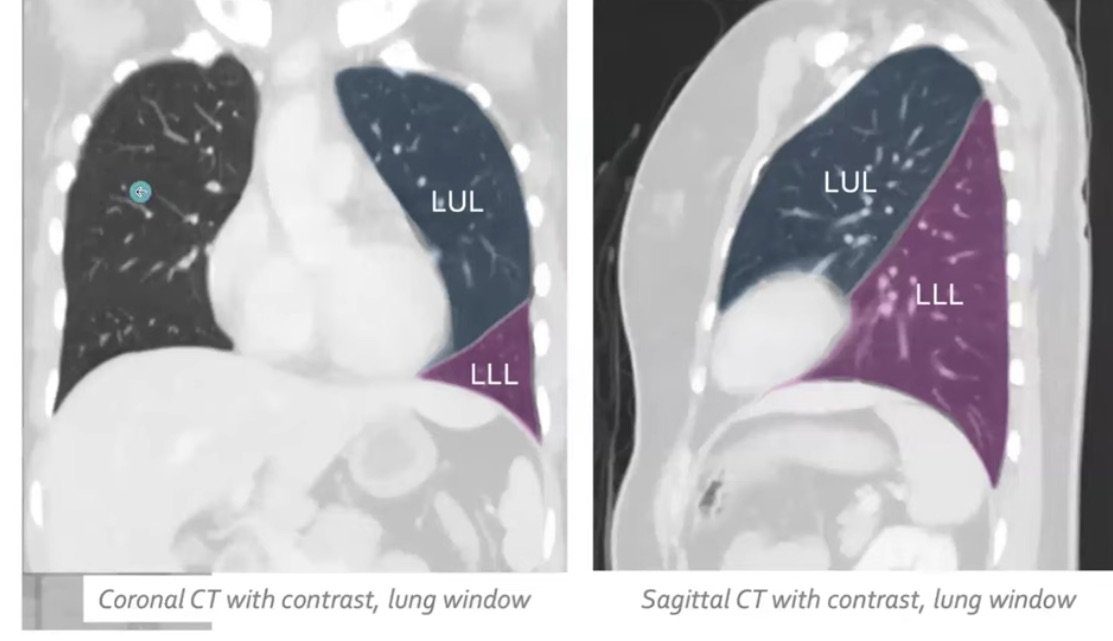 LUL
LLL
LUL
LLL
Coronal CT with contrast, lung window
Sagittal CT with contrast, lung window